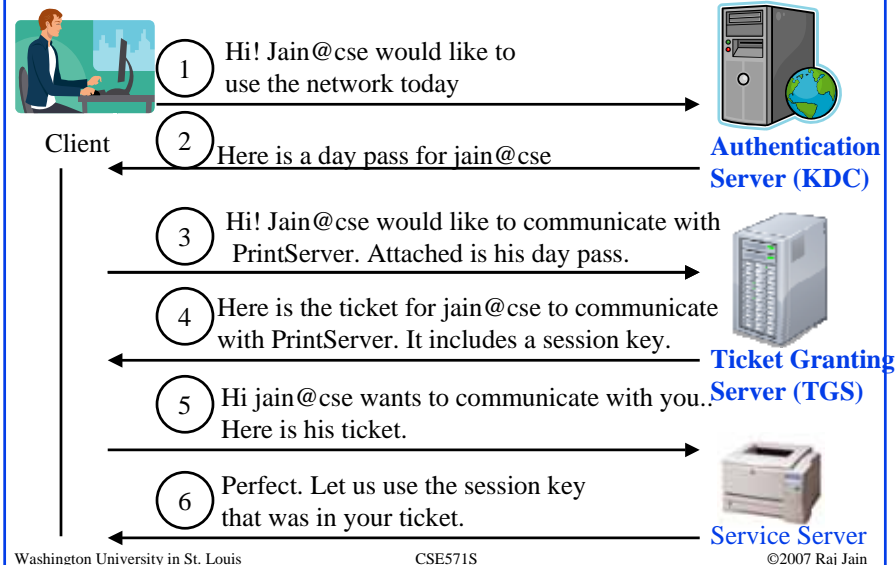 1
Hi! Jain@cse would like to
use the network today
Client
2
Here is a day pass for jain@cse
Authentication
Server (KDC)
3
Hi! Jain@cse would like to communicate with
PrintServer. Attached is his day pass.
4
Here is the ticket for jain@cse to communicate
with PrintServer. It includes a session key.
Ticket Granting
Server (TGS)
5
Hi jain@cse wants to communicate with you..
Here is his ticket.
6
Perfect. Let us use the session key
that was in your ticket.
Service Server
Washington University in St. Louis
CSE571S
©2007 Raj Jain